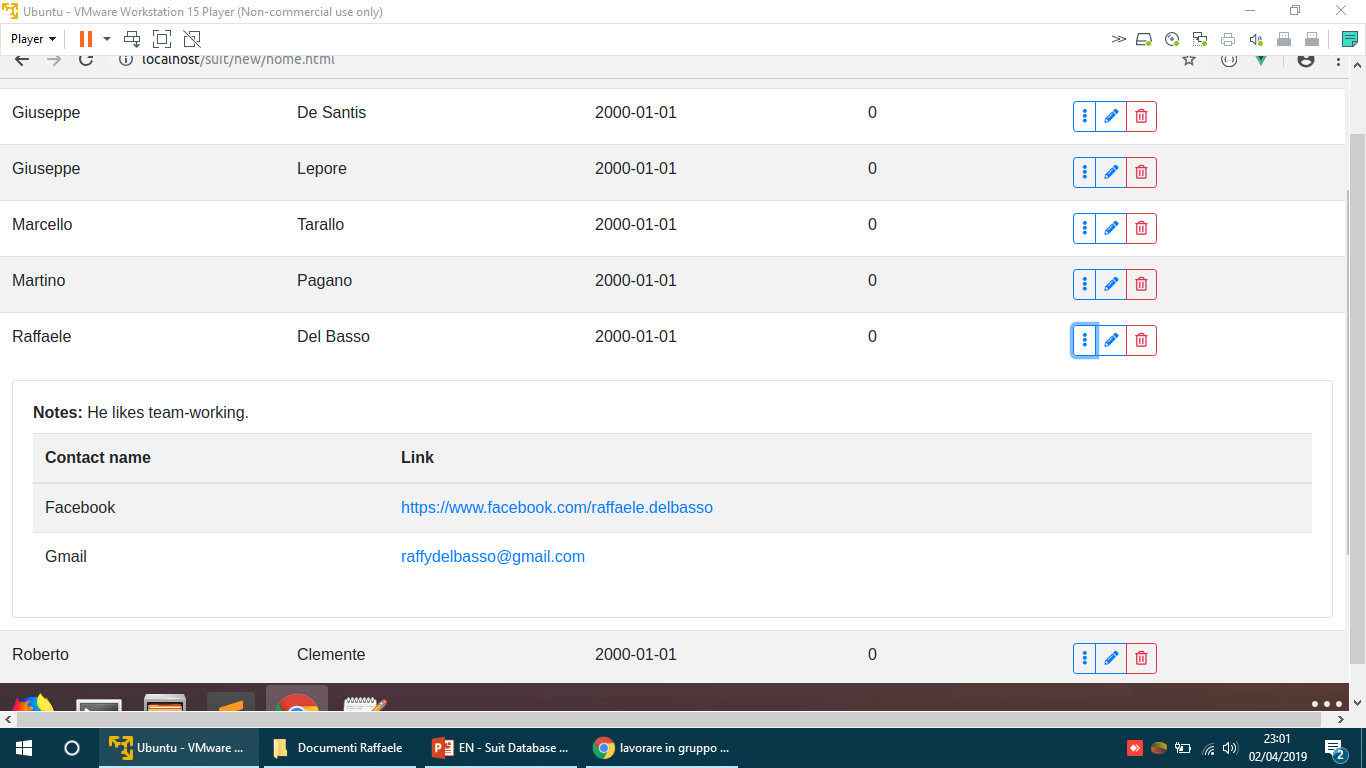 Ubuntu - VMware Workstation 15 Player (Non-commercial use only)
Player
localhost/suit/new/home.html
Giuseppe De Santis 2000-01-01 0
Giuseppe Lepore 2000-01-01 0
Marcello Tarallo 2000-01-01 0
Martino Pagano 2000-01-01 0
Raffaele Del Basso 2000-01-01 0
Notes: He likes team-working.
Contact name Link
Facebook https://www.facebook.com/raffaele.delbasso
Gmail raffydelbasso@gmail.com
Roberto Clemente 2000-01-01 0
Ubuntu - VMware ... Documenti Raffaele EN - Suit Database ... lavorare in gruppo ... 23:01
02/04/2019 2